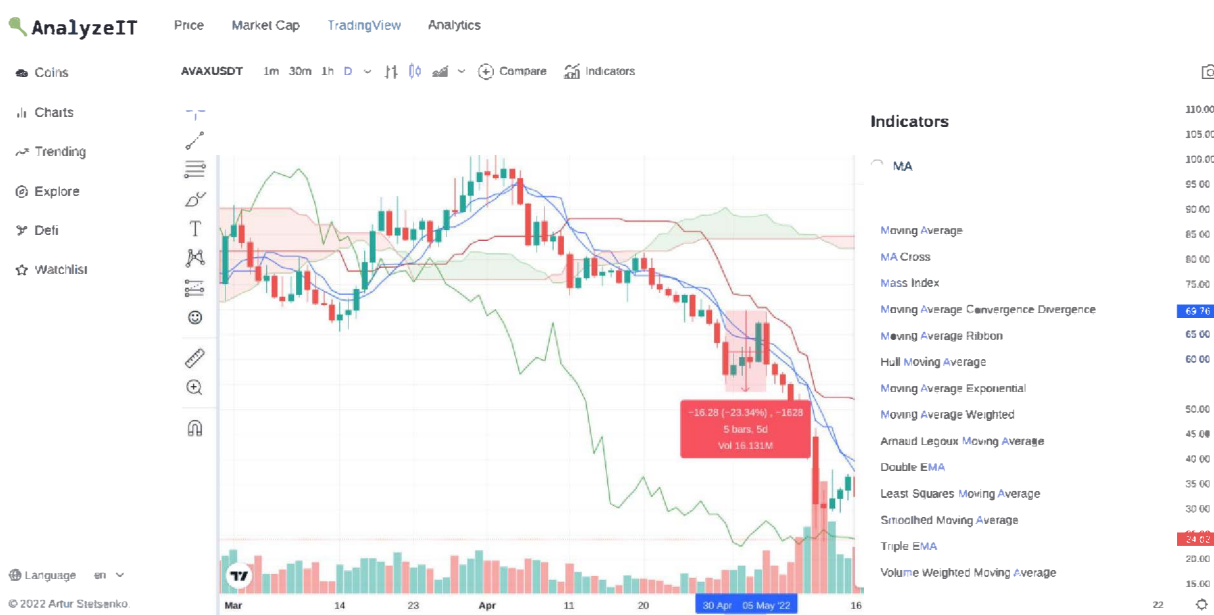 AnalyzeIT
Price Market Cap TradingView Analytics
Coins
Charts
Trending
Explore
Defi
Watchlist
Language en
© 2022 Artur Stetsenko.
AVAXUSDT 1m 30m 1h D Compare Indicators
T
−16.28 (−23.34%) , −1628
5 bars, 5d
Vol 16.131M
Mar 14 23 Apr 11 20 30 Apr 05 May '22 16 22
Indicators
MA
Moving Average
MA Cross
Mass Index
Moving Average Convergence Divergence
Moving Average Ribbon
Hull Moving Average
Moving Average Exponential
Moving Average Weighted
Arnaud Legoux Moving Average
Double EMA
Least Squares Moving Average
Smoothed Moving Average
Triple EMA
Volume Weighted Moving Average
110.00
105.00
100.00
95.00
90.00
85.00
80.00
75.00
69.76
65.00
60.00
50.00
45.00
40.00
35.00
30.00
24.02
20.00
15.00